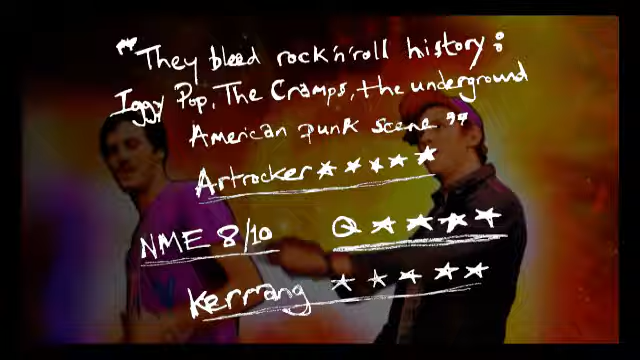 "They bleed rock'n'roll history:
Iggy Pop, The Cramps, the underground
American punk scene"
Artrocker ★★★★★
NME 8/10 Q ★★★★
Kerrang ★★★★★